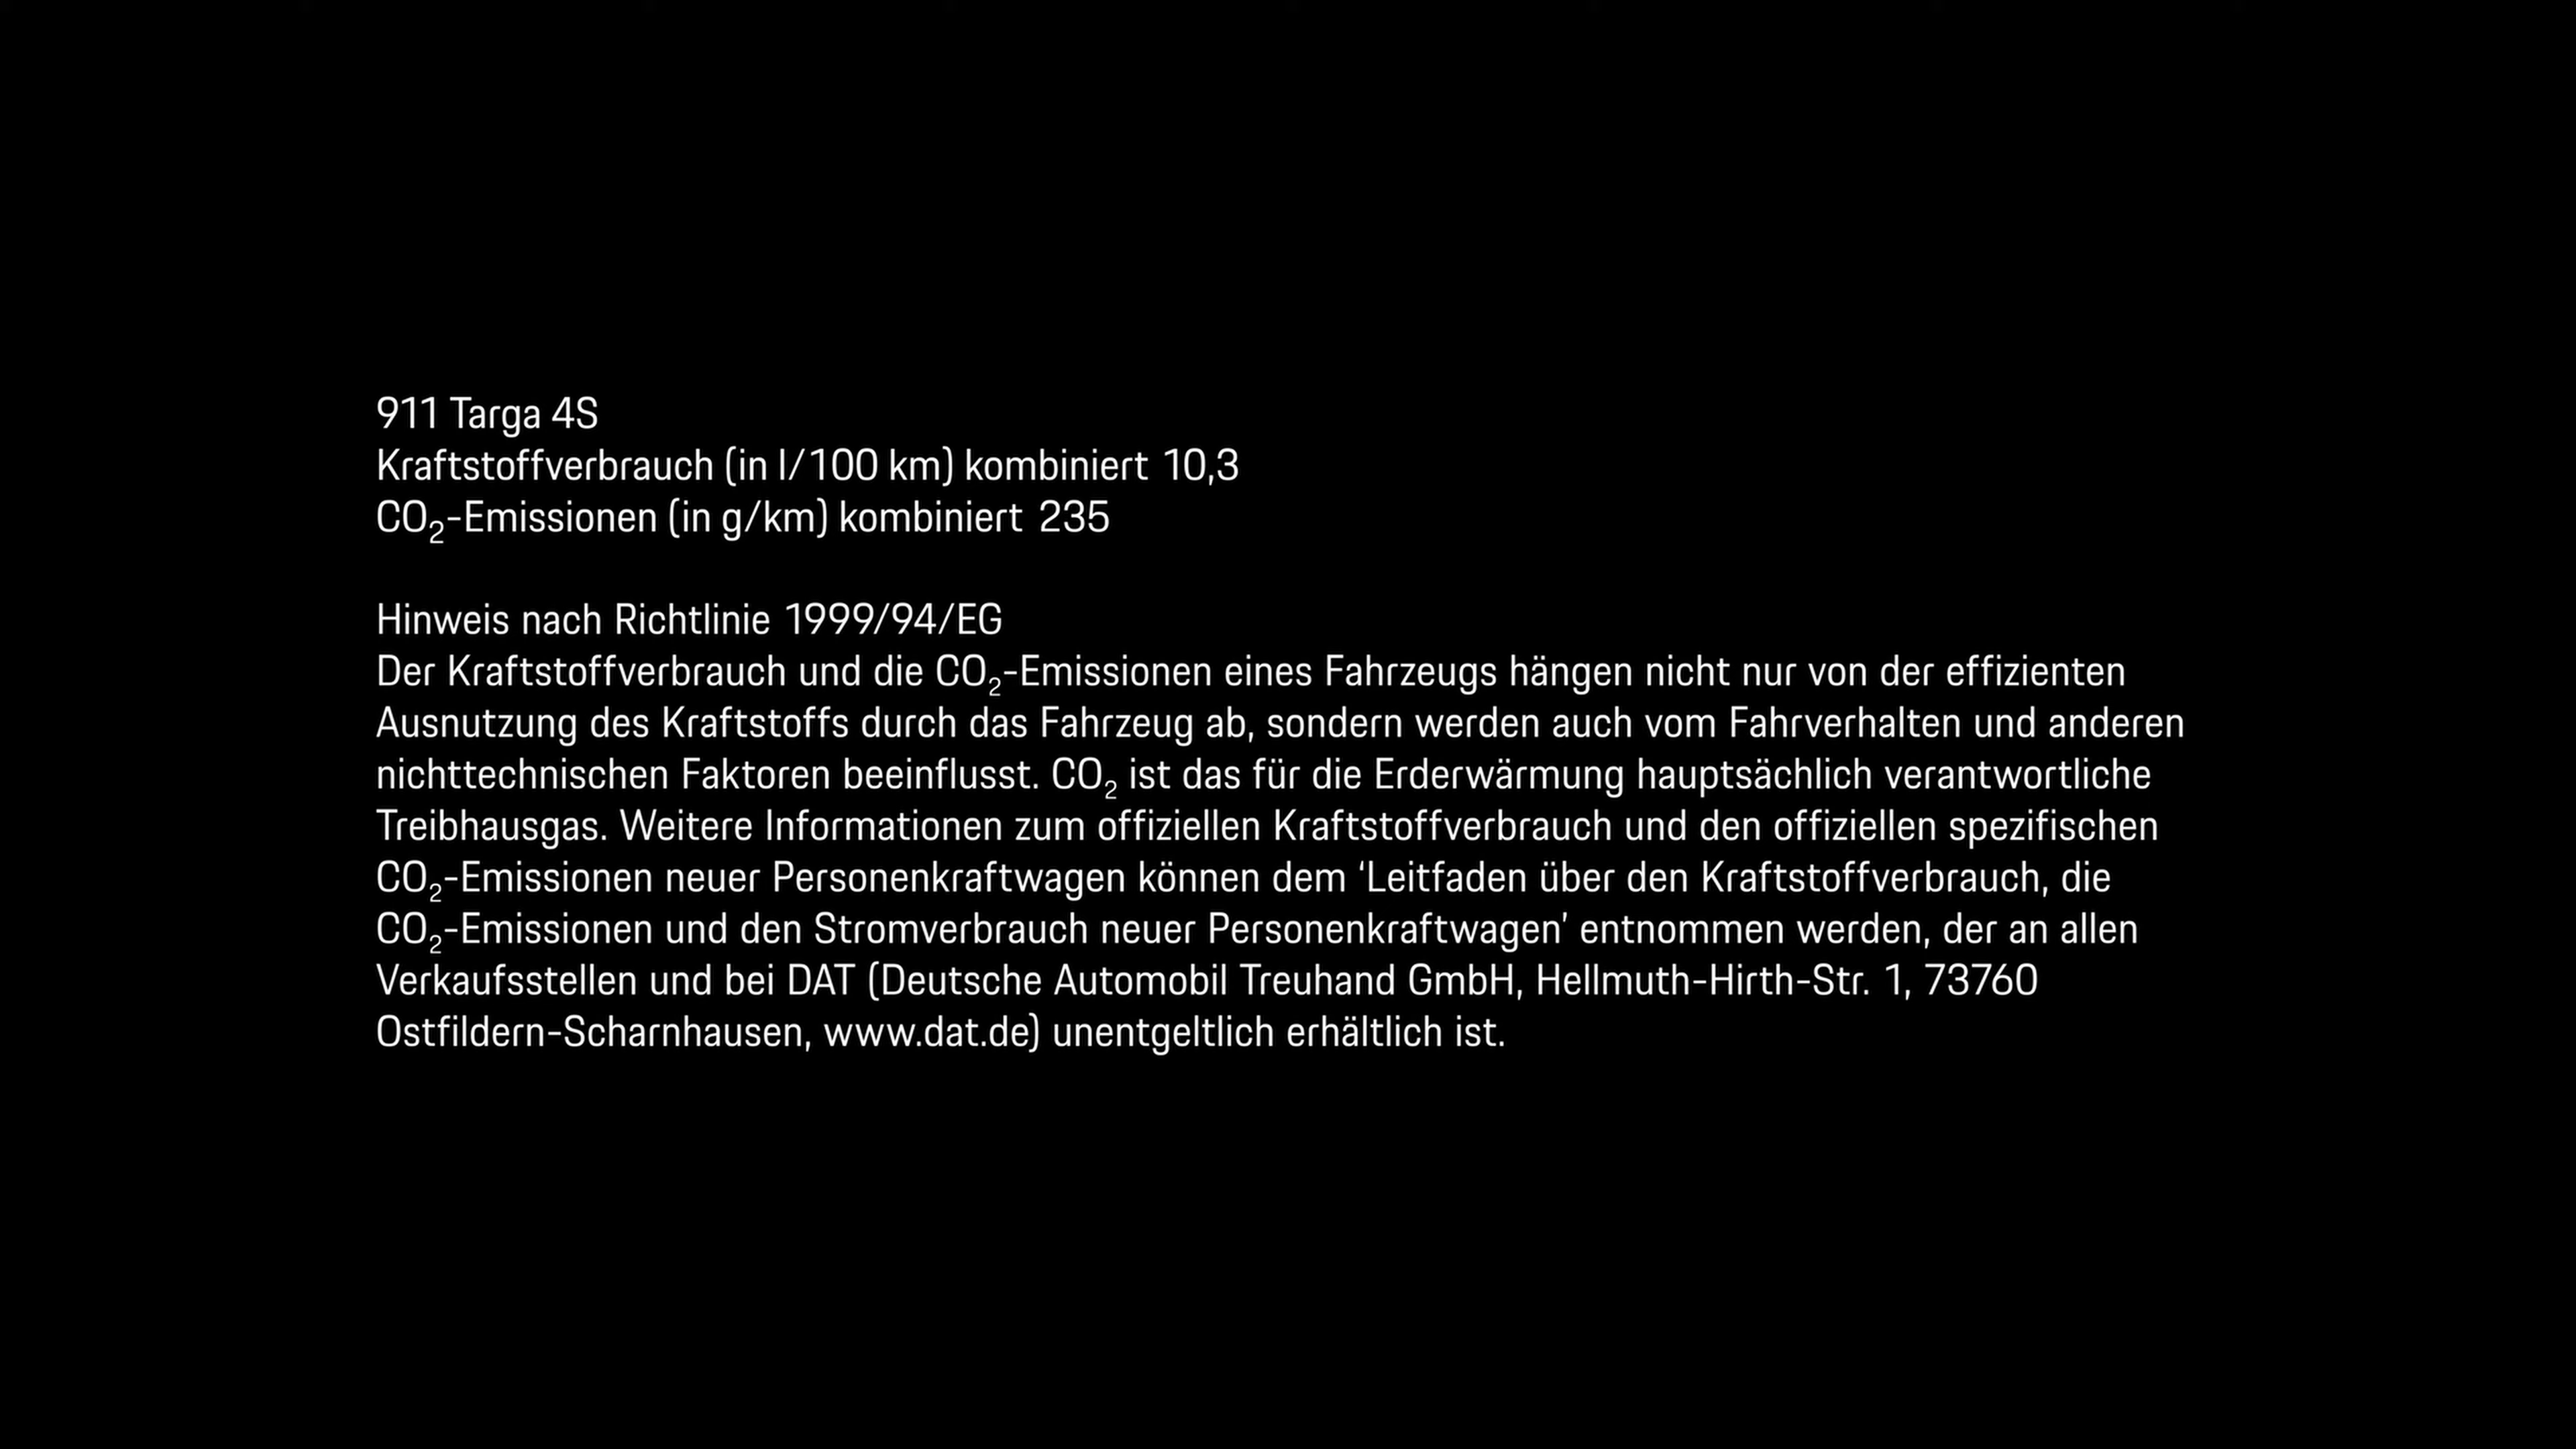 911 Targa 4S
Kraftstoffverbrauch (in l/100 km) kombiniert 10,3
CO₂-Emissionen (in g/km) kombiniert 235
Hinweis nach Richtlinie 1999/94/EG
Der Kraftstoffverbrauch und die CO₂-Emissionen eines Fahrzeugs hängen nicht nur von der effizienten
Ausnutzung des Kraftstoffs durch das Fahrzeug ab, sondern werden auch vom Fahrverhalten und anderen
nichttechnischen Faktoren beeinflusst. CO₂ ist das für die Erderwärmung hauptsächlich verantwortliche
Treibhausgas. Weitere Informationen zum offiziellen Kraftstoffverbrauch und den offiziellen spezifischen
CO₂-Emissionen neuer Personenkraftwagen können dem ‘Leitfaden über den Kraftstoffverbrauch, die
CO₂-Emissionen und den Stromverbrauch neuer Personenkraftwagen’ entnommen werden, der an allen
Verkaufsstellen und bei DAT (Deutsche Automobil Treuhand GmbH, Hellmuth-Hirth-Str. 1, 73760
Ostfildern-Scharnhausen, www.dat.de) unentgeltlich erhältlich ist.